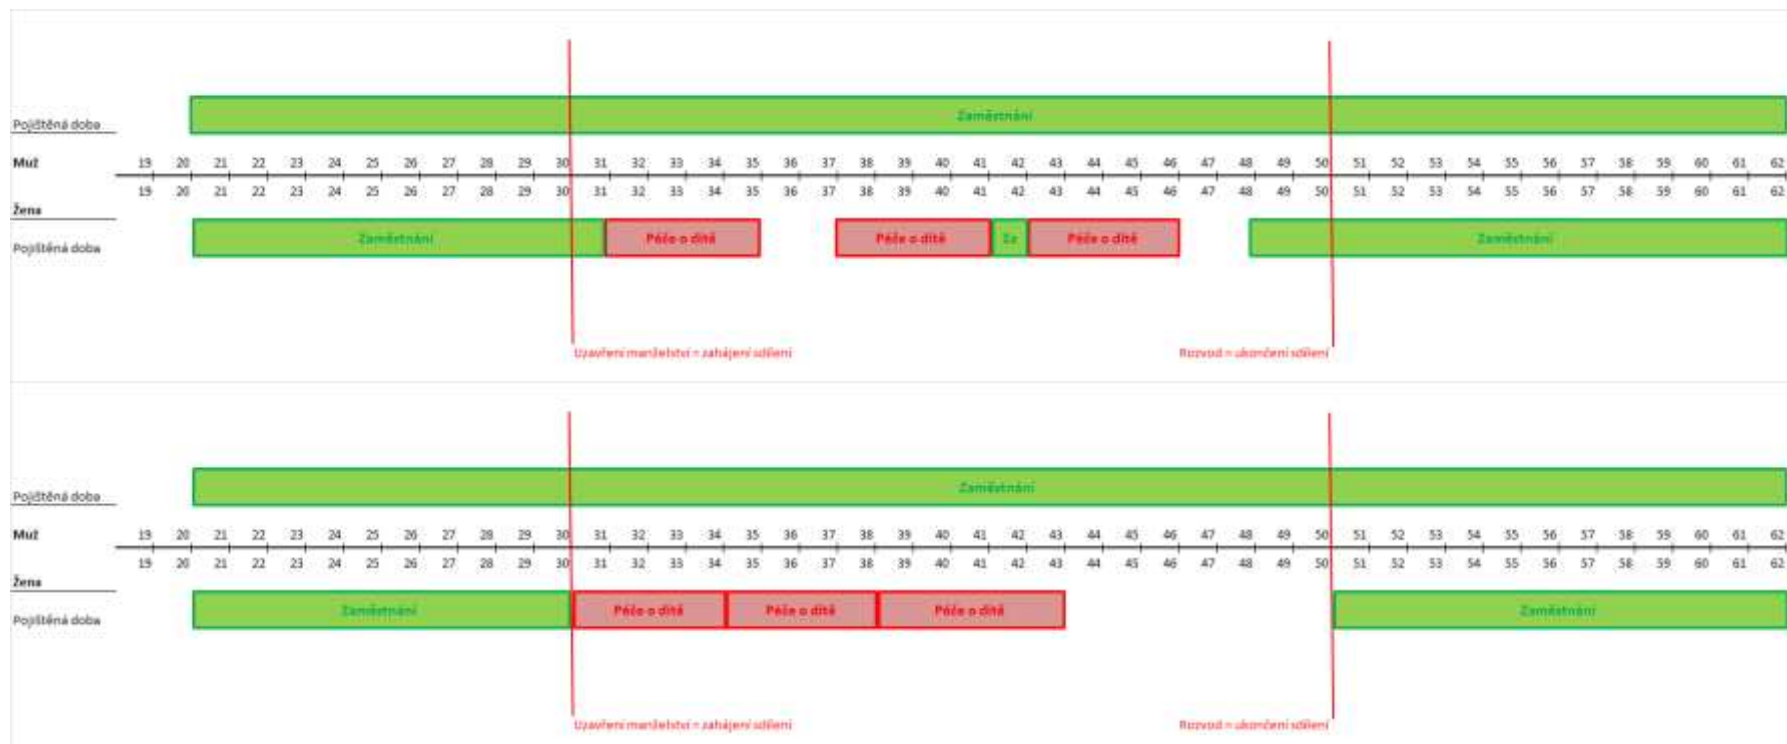 Zaměstnání
Pojištěná doba
Muž 19 20 21 22 23 24 25 26 27 28 29 30 31 32 33 34 35 36 37 38 39 40 41 42 43 44 45 46 47 48 49 50 51 52 53 54 55 56 57 58 59 60 61 62
19 20 21 22 23 24 25 26 27 28 29 30 31 32 33 34 35 36 37 38 39 40 41 42 43 44 45 46 47 48 49 50 51 52 53 54 55 56 57 58 59 60 61 62
Žena
Pojištěná doba Zaměstnání Péče o dítě Péče o dítě Za Péče o dítě Zaměstnání
Uzavření manželství = zahájení sdílení Rozvod = ukončení sdílení
Zaměstnání
Pojištěná doba
Muž 19 20 21 22 23 24 25 26 27 28 29 30 31 32 33 34 35 36 37 38 39 40 41 42 43 44 45 46 47 48 49 50 51 52 53 54 55 56 57 58 59 60 61 62
19 20 21 22 23 24 25 26 27 28 29 30 31 32 33 34 35 36 37 38 39 40 41 42 43 44 45 46 47 48 49 50 51 52 53 54 55 56 57 58 59 60 61 62
Žena
Pojištěná doba Zaměstnání Péče o dítě Péče o dítě Péče o dítě Zaměstnání
Uzavření manželství = zahájení sdílení Rozvod = ukončení sdílení